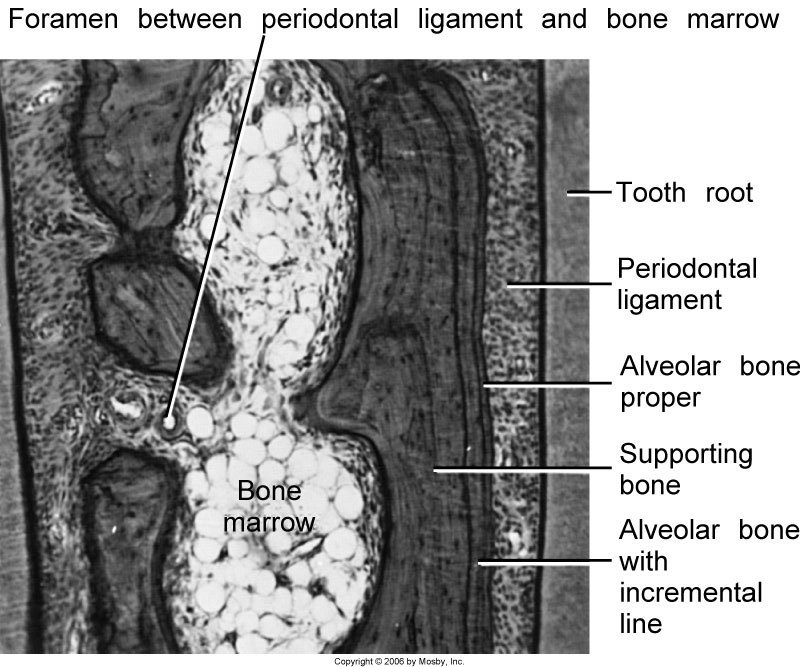 Foramen between periodontal ligament and bone marrow
Tooth root
Periodontal
ligament
Alveolar bone
proper
Supporting
bone
Bone
marrow
Alveolar bone
with
incremental
line
Copyright © 2006 by Mosby, Inc.